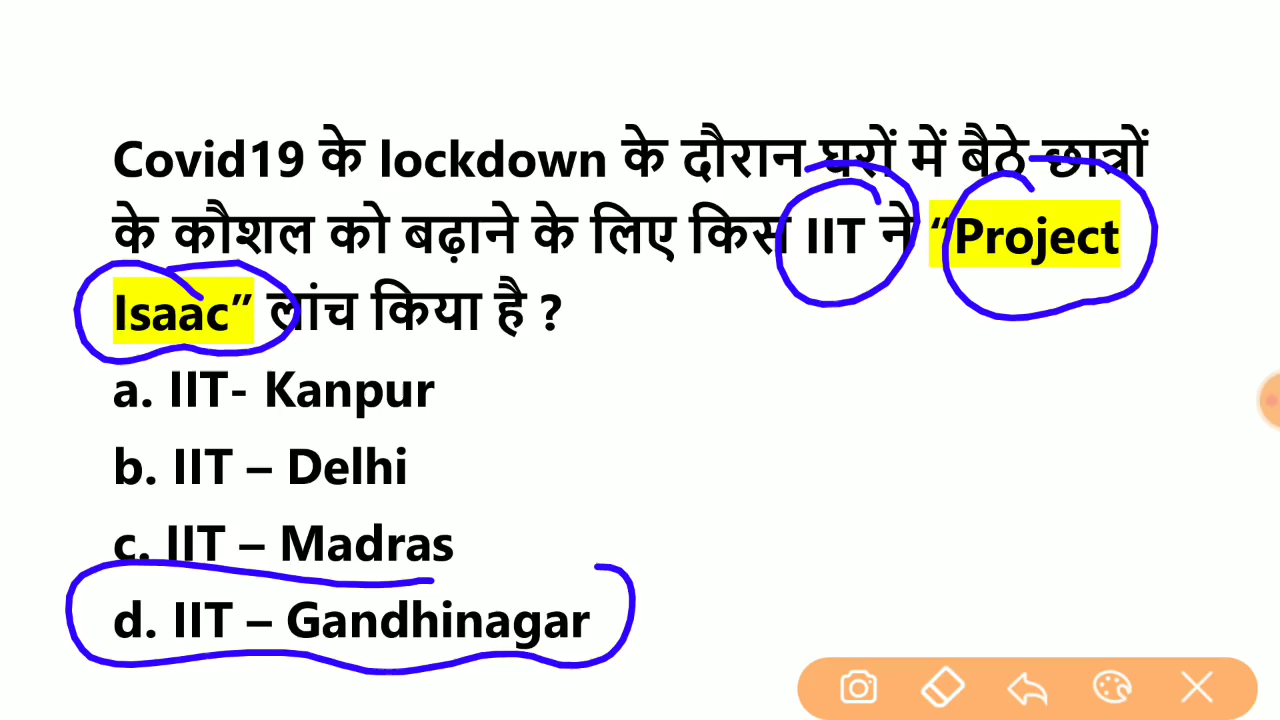 Covid19 के lockdown के दौरान घरों में बैठे छात्रों
के कौशल को बढ़ाने के लिए किस IIT ने “Project
Isaac” लांच किया है ?
a. IIT- Kanpur
b. IIT – Delhi
c. IIT – Madras
d. IIT – Gandhinagar